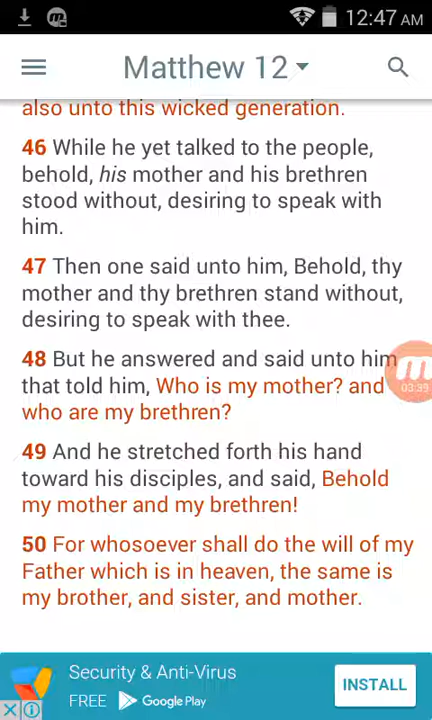 12:47 AM
Matthew 12
also unto this wicked generation.
46 While he yet talked to the people,
behold, his mother and his brethren
stood without, desiring to speak with
him.
47 Then one said unto him, Behold, thy
mother and thy brethren stand without,
desiring to speak with thee.
48 But he answered and said unto him
that told him, Who is my mother? and
who are my brethren?
03:35
49 And he stretched forth his hand
toward his disciples, and said, Behold
my mother and my brethren!
50 For whosoever shall do the will of my
Father which is in heaven, the same is
my brother, and sister, and mother.
Security & Anti-Virus
FREE Google Play
INSTALL